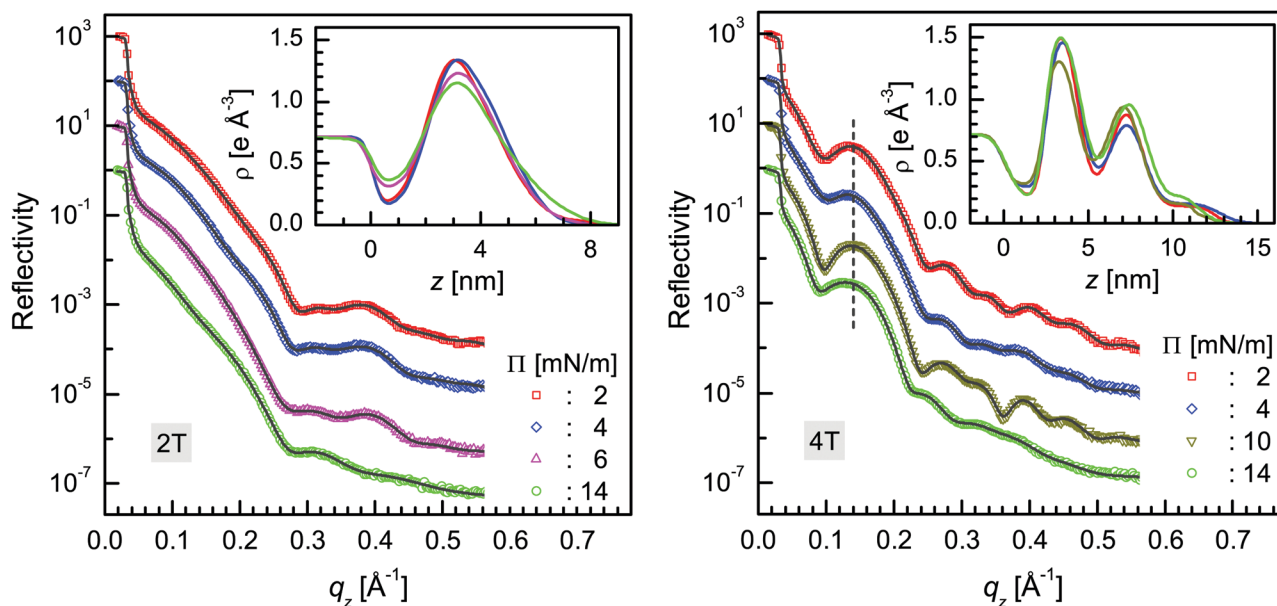 10³
10¹
10⁻¹
10⁻³
10⁻⁵
10⁻⁷
Reflectivity
0.0 0.1 0.2 0.3 0.4 0.5 0.6 0.7
q_z [Å⁻¹]
2T
Π [mN/m]
: 2
: 4
: 6
: 14
1.5
1.0
0.5
0.0
ρ [e Å⁻³]
0 4 8
z [nm]
10³
10¹
10⁻¹
10⁻³
10⁻⁵
10⁻⁷
Reflectivity
0.0 0.1 0.2 0.3 0.4 0.5 0.6 0.7
q_z [Å⁻¹]
4T
Π [mN/m]
: 2
: 4
: 10
: 14
1.5
1.0
0.5
0.0
ρ [e Å⁻³]
0 5 10 15
z [nm]